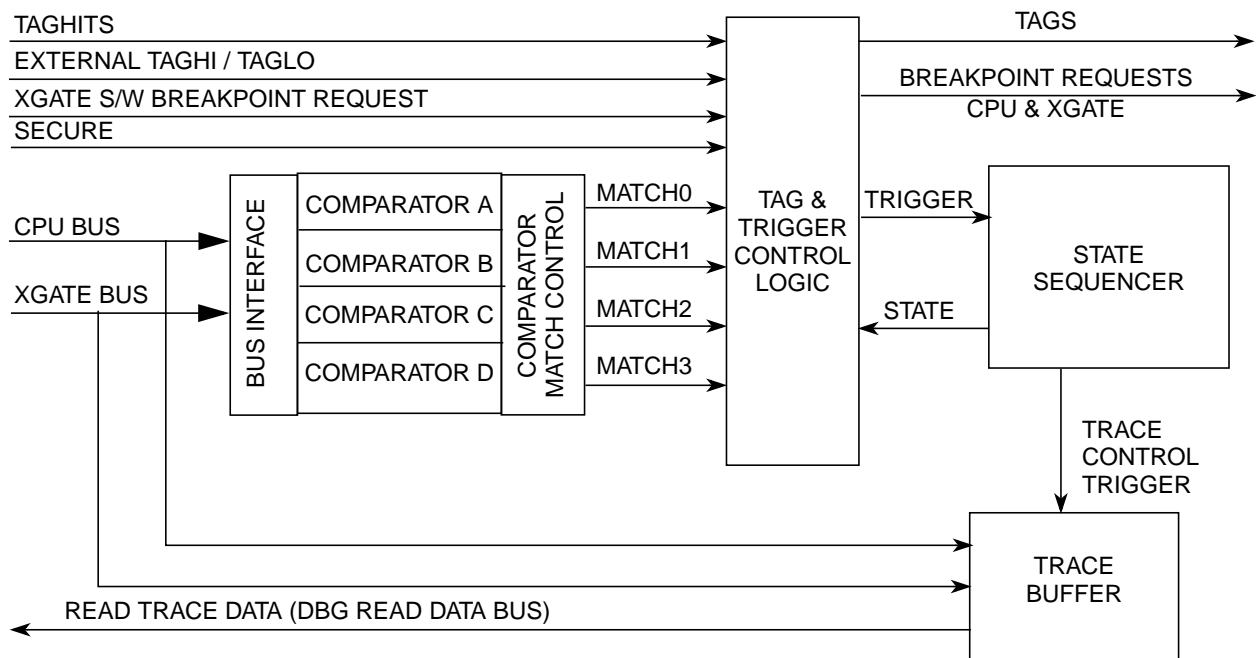 TAGHITS
TAGS
EXTERNAL TAGHI / TAGLO
BREAKPOINT REQUESTS
CPU & XGATE
XGATE S/W BREAKPOINT REQUEST
SECURE
CPU BUS
XGATE BUS
BUS INTERFACE
COMPARATOR A
COMPARATOR B
COMPARATOR C
COMPARATOR D
COMPARATOR
MATCH CONTROL
MATCH0
MATCH1
MATCH2
MATCH3
TAG &
TRIGGER
CONTROL
LOGIC
TRIGGER
STATE
STATE
SEQUENCER
TRACE
CONTROL
TRIGGER
TRACE
BUFFER
READ TRACE DATA (DBG READ DATA BUS)